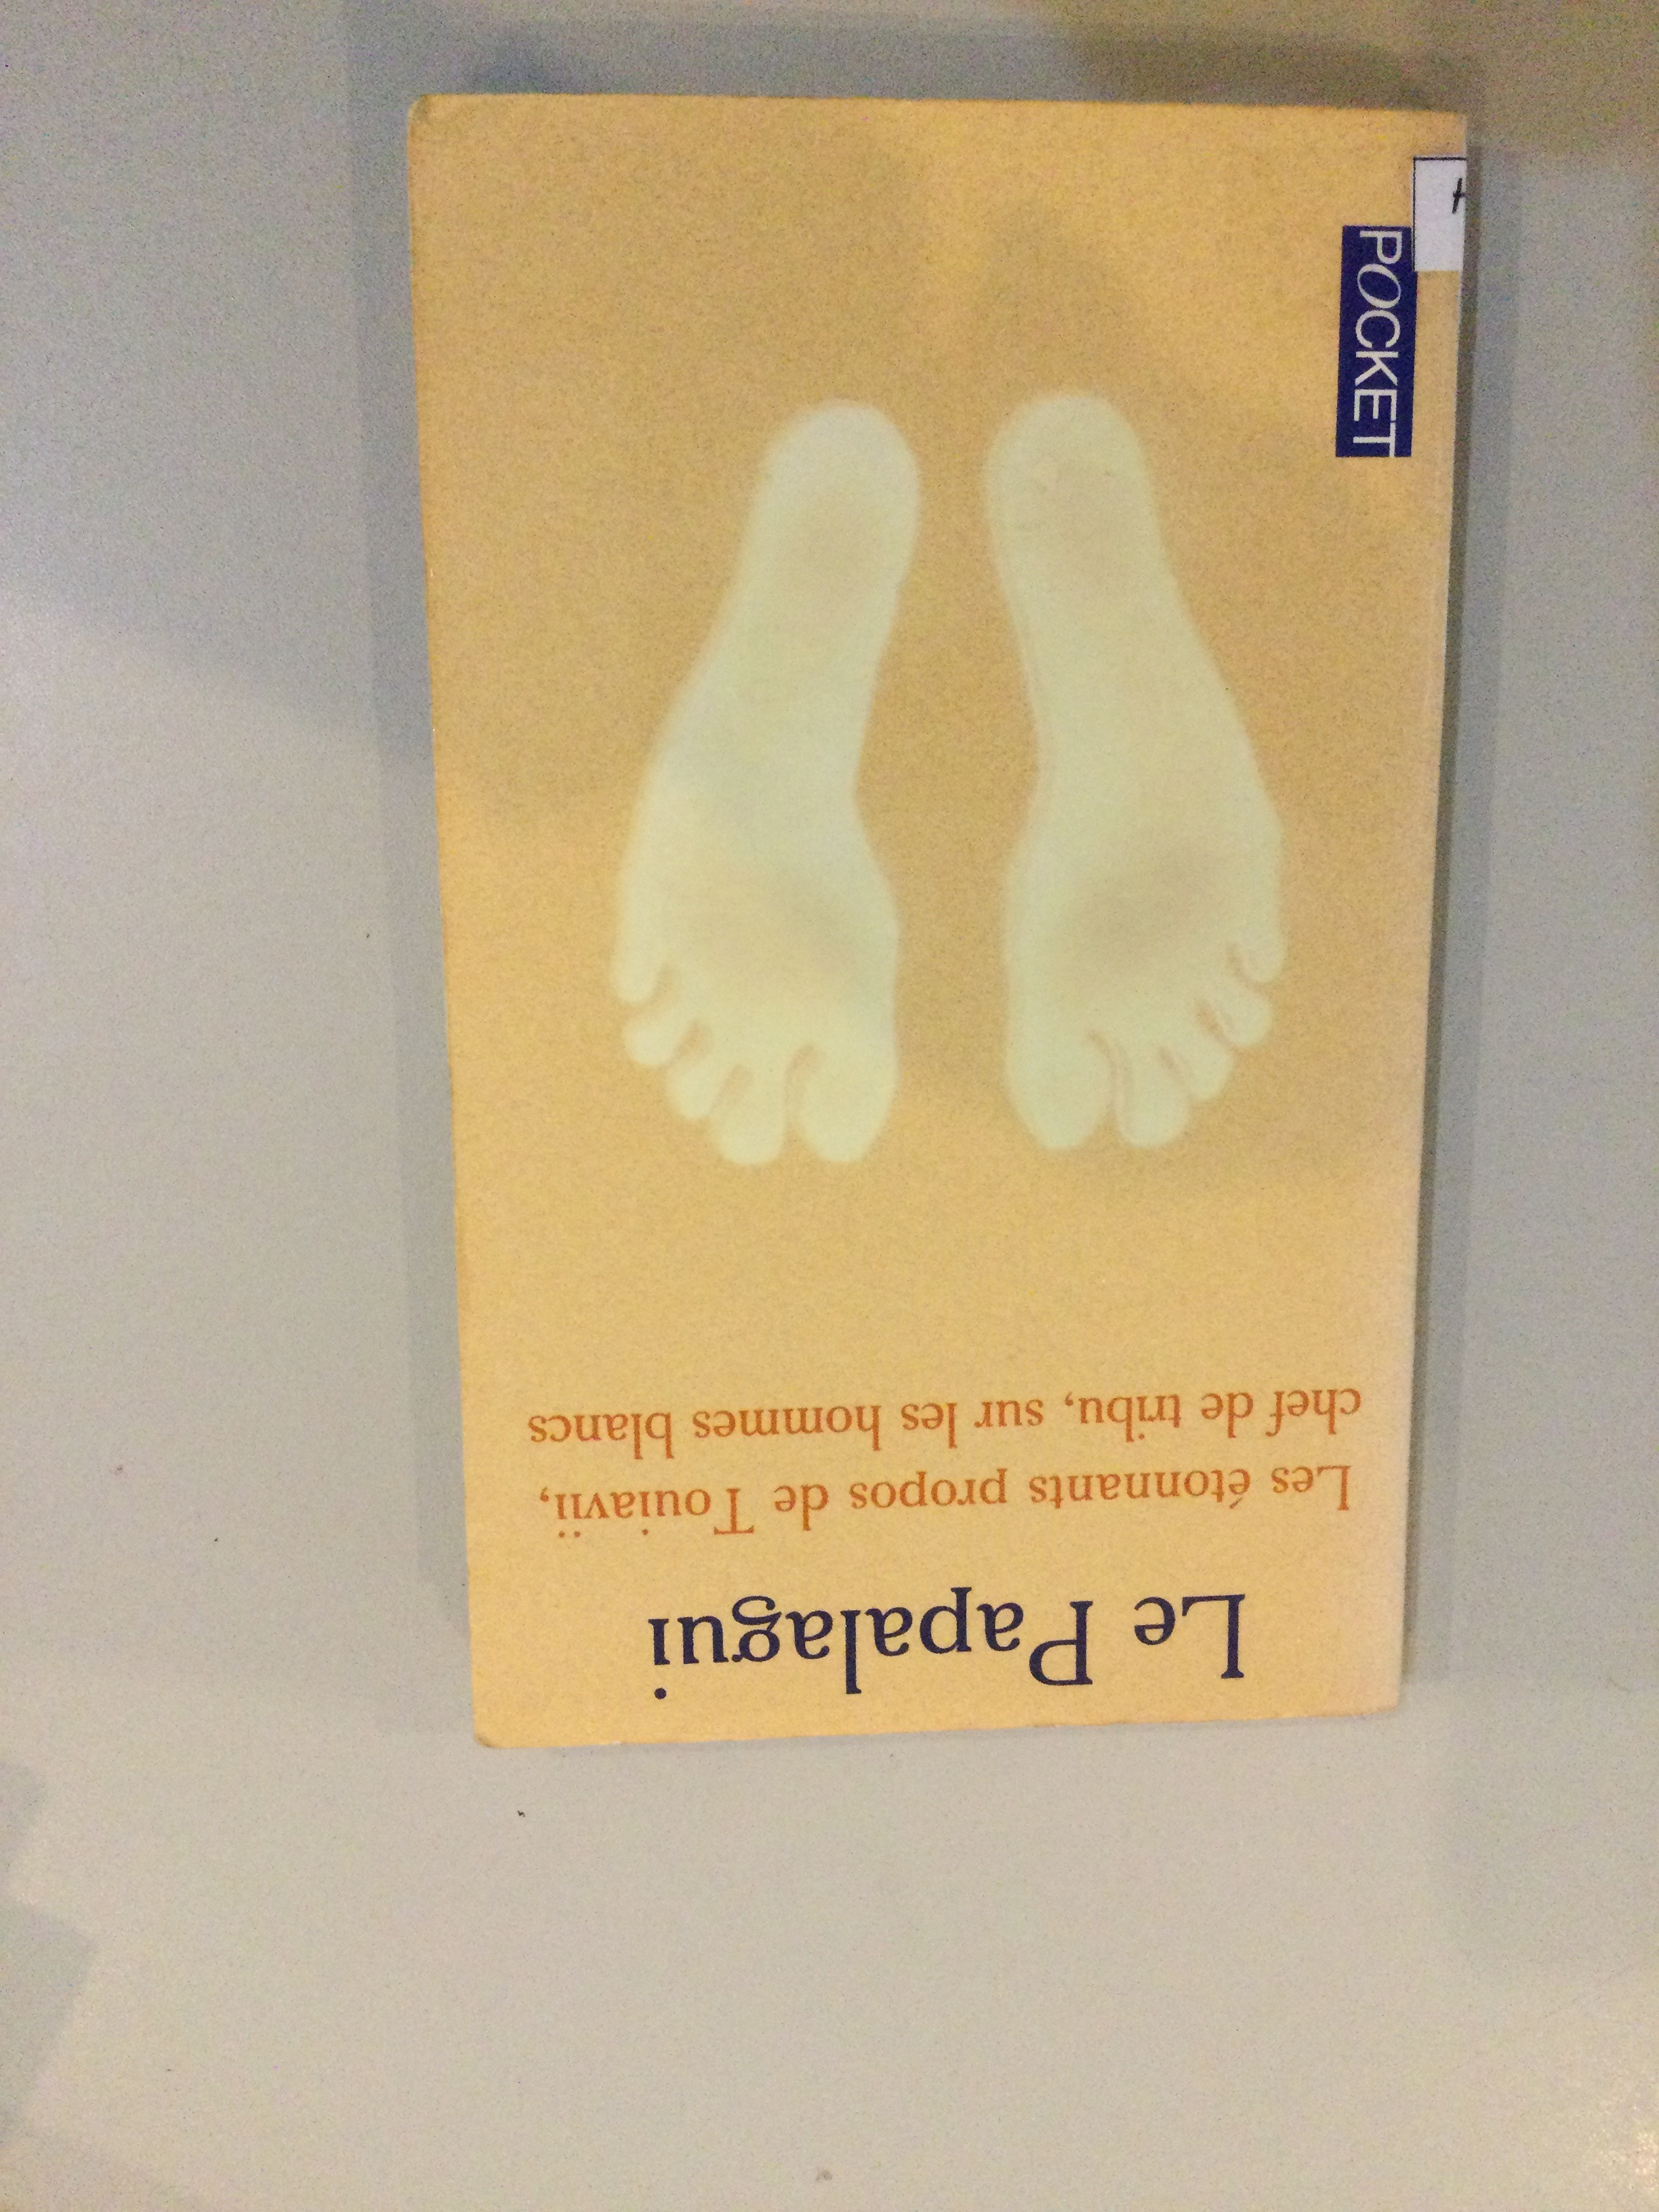 Le Papalagui
Les étonnants propos de Touiavii,
chef de tribu, sur les hommes blancs
POCKET